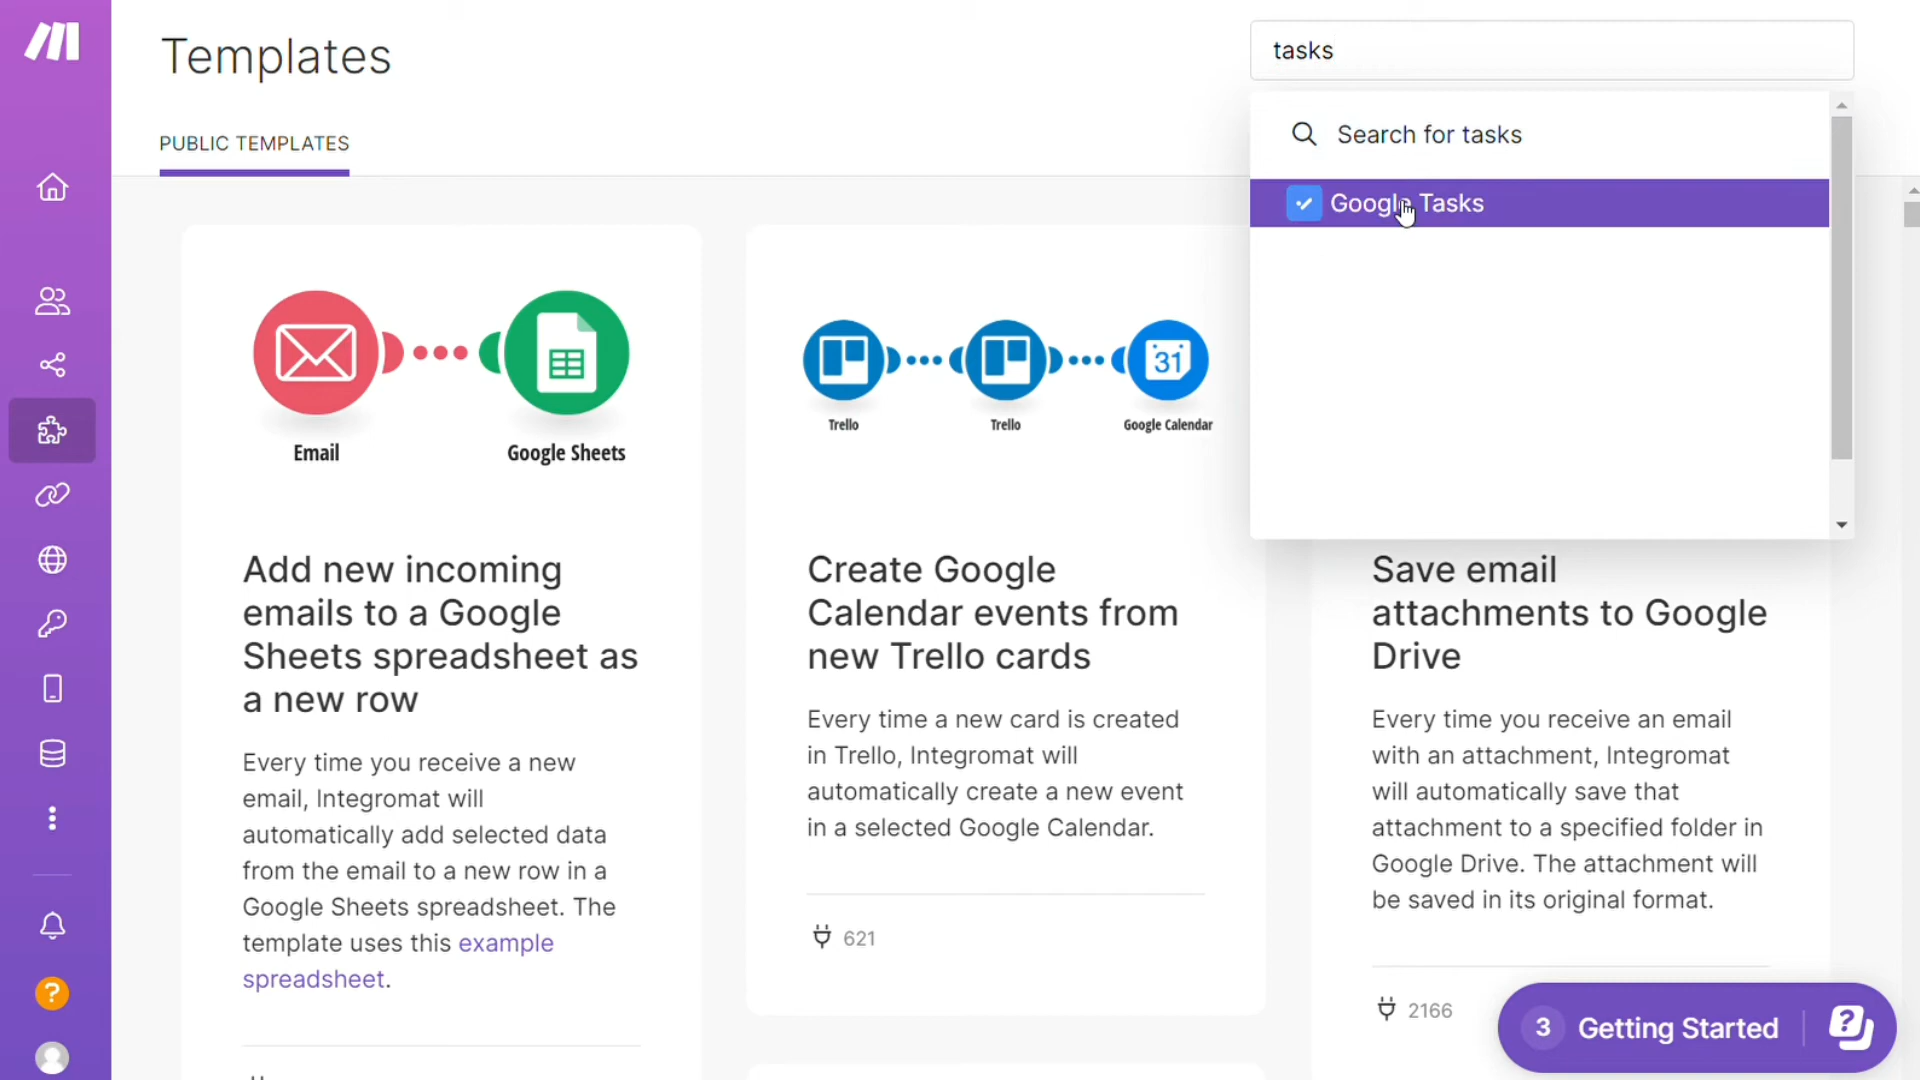 Templates
tasks
PUBLIC TEMPLATES
Search for tasks
Google Tasks
Email
Google Sheets
Add new incoming
emails to a Google
Sheets spreadsheet as
a new row
Every time you receive a new
email, Integromat will
automatically add selected data
from the email to a new row in a
Google Sheets spreadsheet. The
template uses this example
spreadsheet.
Trello
Trello
31
Google Calendar
Create Google
Calendar events from
new Trello cards
Every time a new card is created
in Trello, Integromat will
automatically create a new event
in a selected Google Calendar.
621
Save email
attachments to Google
Drive
Every time you receive an email
with an attachment, Integromat
will automatically save that
attachment to a specified folder in
Google Drive. The attachment will
be saved in its original format.
2166
?
3 Getting Started ?